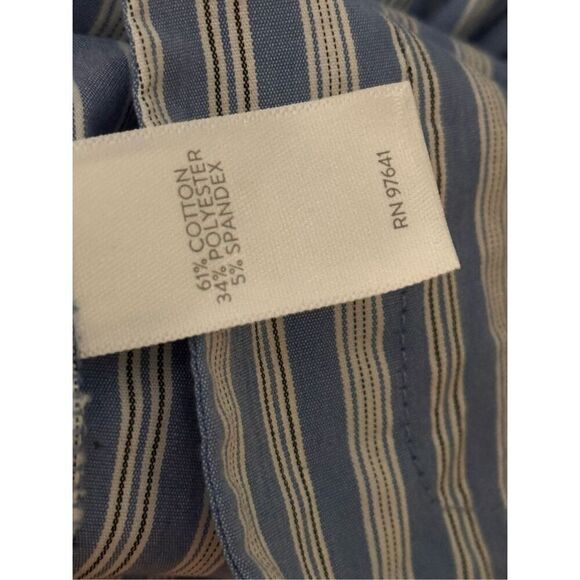 61% COTTON
34% POLYESTER
5% SPANDEX
RN 97641